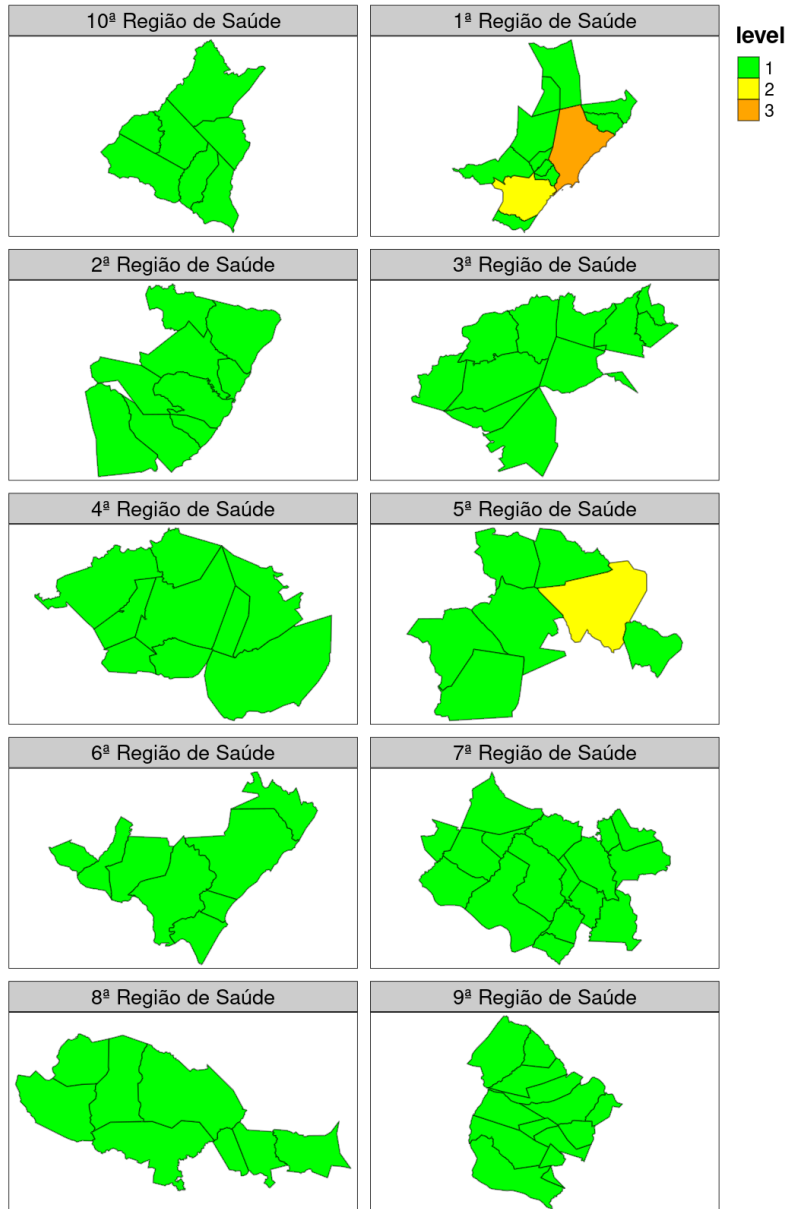 10ª Região de Saúde
1ª Região de Saúde
level
1
2
3
2ª Região de Saúde
3ª Região de Saúde
4ª Região de Saúde
5ª Região de Saúde
6ª Região de Saúde
7ª Região de Saúde
8ª Região de Saúde
9ª Região de Saúde